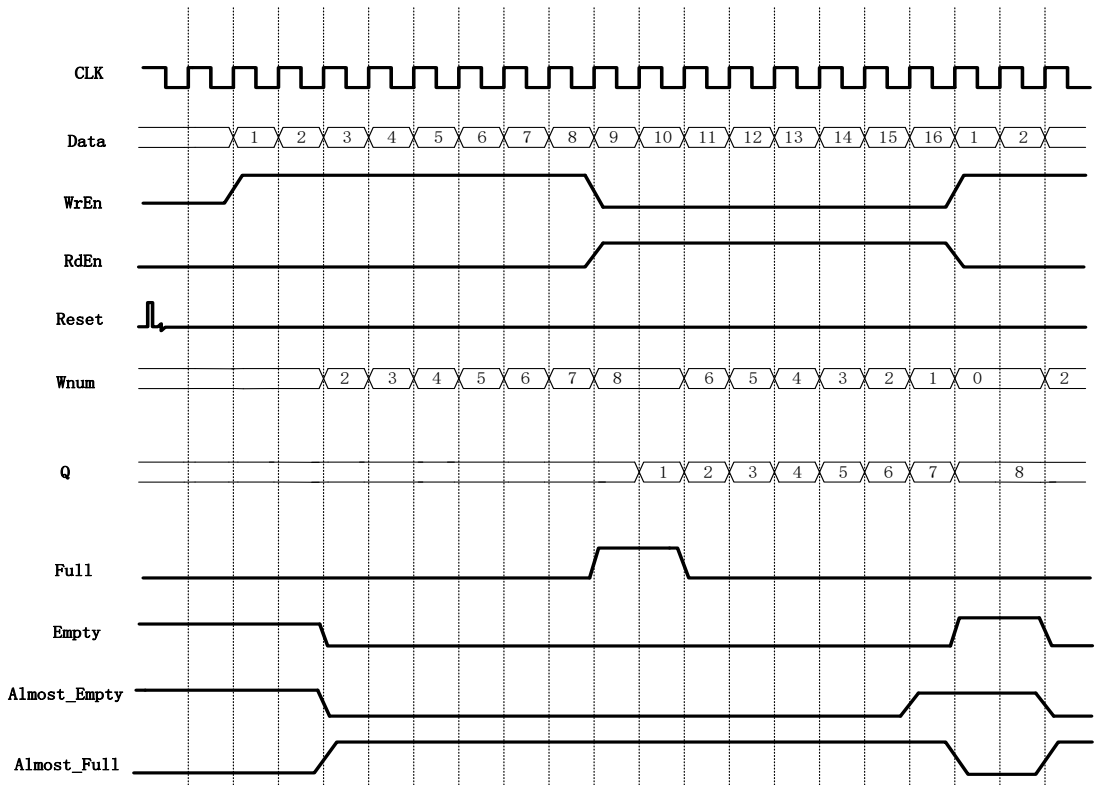 CLK
Data 1 2 3 4 5 6 7 8 9 10 11 12 13 14 15 16 1 2
WrEn
RdEn
Reset
Wnum 2 3 4 5 6 7 8 6 5 4 3 2 1 0 2
Q 1 2 3 4 5 6 7 8
Full
Empty
Almost_Empty
Almost_Full